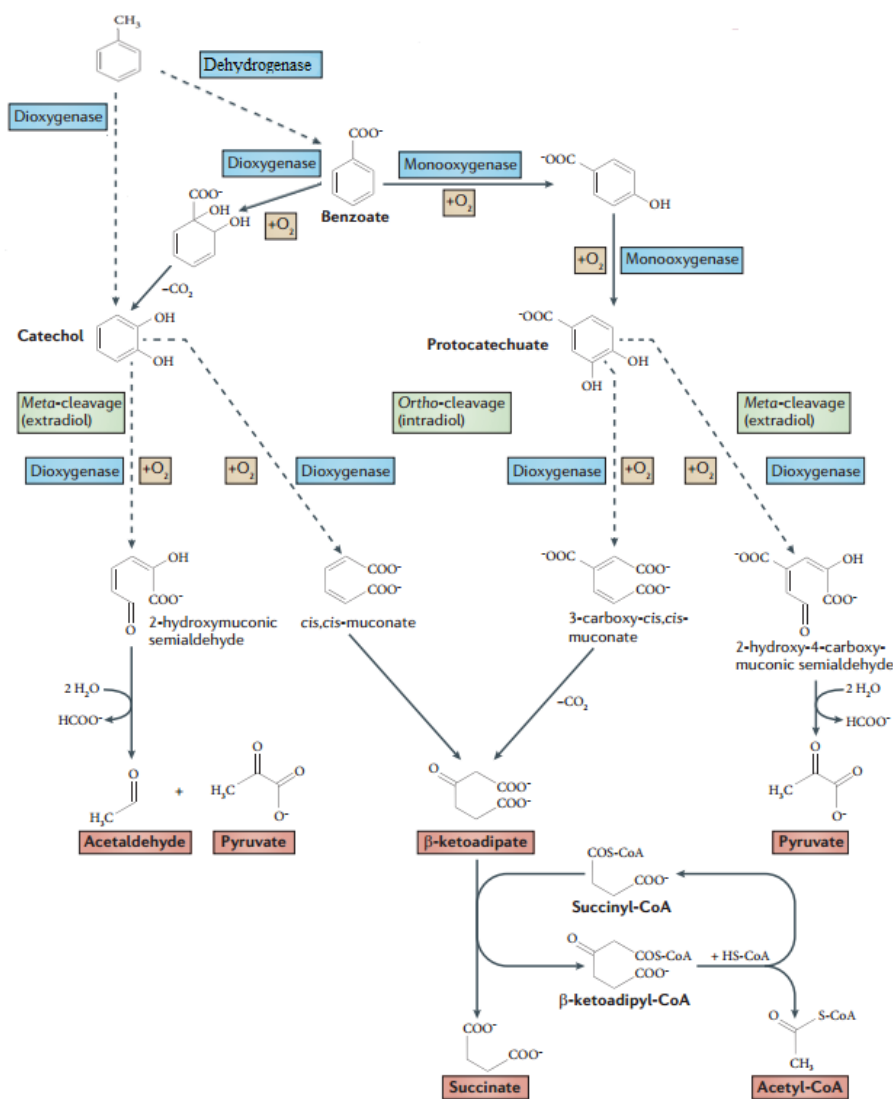 CH₃
Dehydrogenase
Dioxygenase
COO⁻
Dioxygenase
Monooxygenase
⁻OOC
COO⁻
OH
OH
+O₂
Benzoate
+O₂
OH
+O₂
Monooxygenase
–CO₂
Catechol
OH
OH
⁻OOC
Protocatechuate
OH
OH
Meta-cleavage
(extradiol)
Ortho-cleavage
(intradiol)
Meta-cleavage
(extradiol)
Dioxygenase
+O₂
+O₂
Dioxygenase
Dioxygenase
+O₂
+O₂
Dioxygenase
OH
COO⁻
O
2-hydroxymuconic
semialdehyde
COO⁻
COO⁻
cis,cis-muconate
⁻OOC
COO⁻
COO⁻
3-carboxy-cis,cis-
muconate
⁻OOC
OH
COO⁻
O
2-hydroxy-4-carboxy-
muconic semialdehyde
2 H₂O
HCOO⁻
–CO₂
2 H₂O
HCOO⁻
O
H₃C
+
O
H₃C
O
O⁻
O
COO⁻
COO⁻
O
H₃C
O
O⁻
Acetaldehyde
Pyruvate
β-ketoadipate
Pyruvate
COS-CoA
COO⁻
Succinyl-CoA
O
COS-CoA
COO⁻
+ HS-CoA
β-ketoadipyl-CoA
COO⁻
COO⁻
O
S-CoA
CH₃
Succinate
Acetyl-CoA